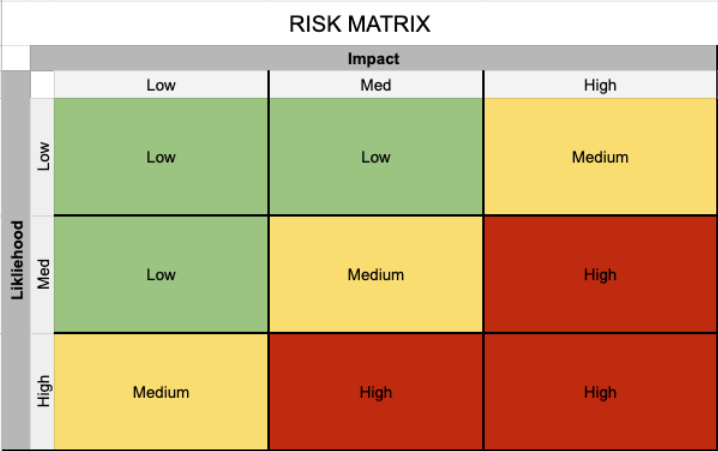 RISK MATRIX
Impact
Low Med High
Likliehood
Low Low Low Medium
Med Low Medium High
High Medium High High